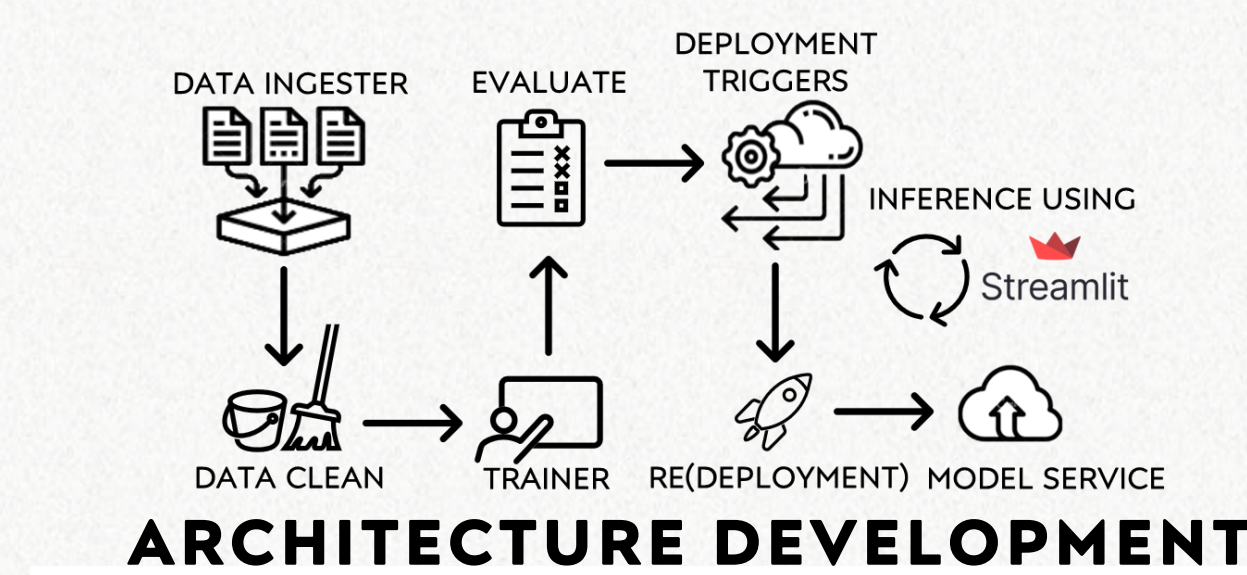 DATA INGESTER
EVALUATE
DEPLOYMENT
TRIGGERS
INFERENCE USING
Streamlit
DATA CLEAN
TRAINER
RE(DEPLOYMENT)
MODEL SERVICE
ARCHITECTURE DEVELOPMENT